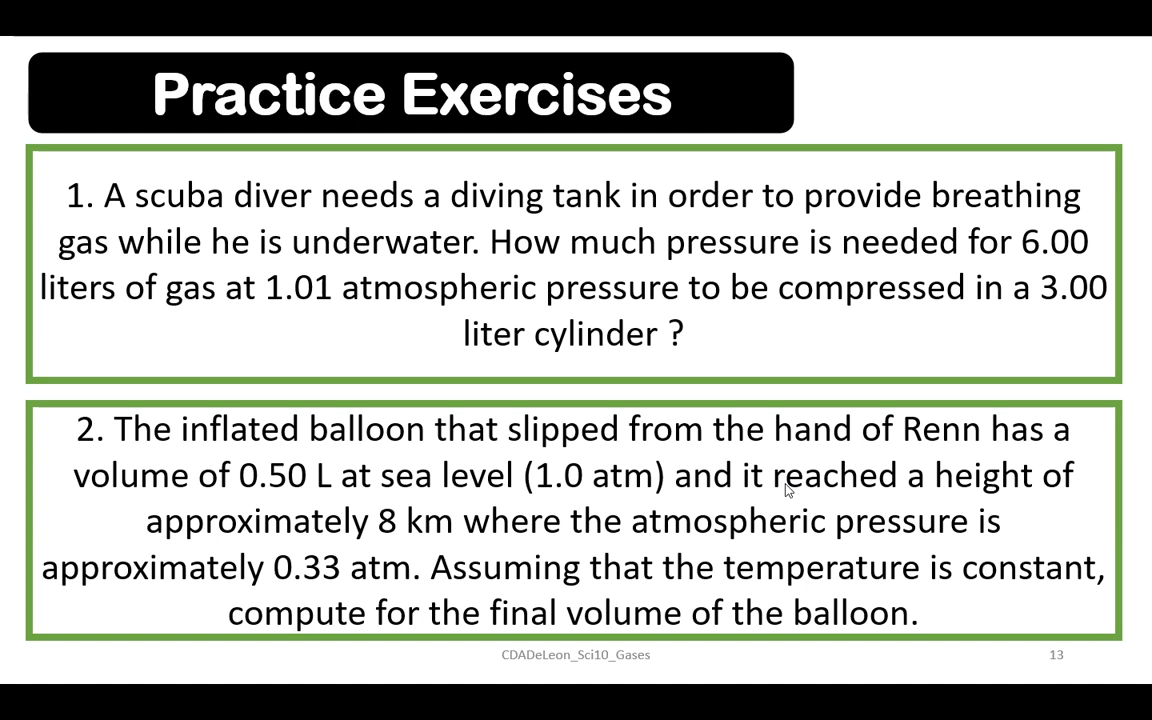 Practice Exercises
1. A scuba diver needs a diving tank in order to provide breathing
gas while he is underwater. How much pressure is needed for 6.00
liters of gas at 1.01 atmospheric pressure to be compressed in a 3.00
liter cylinder ?
2. The inflated balloon that slipped from the hand of Renn has a
volume of 0.50 L at sea level (1.0 atm) and it reached a height of
approximately 8 km where the atmospheric pressure is
approximately 0.33 atm. Assuming that the temperature is constant,
compute for the final volume of the balloon.
CDADeLeon_Sci10_Gases
13